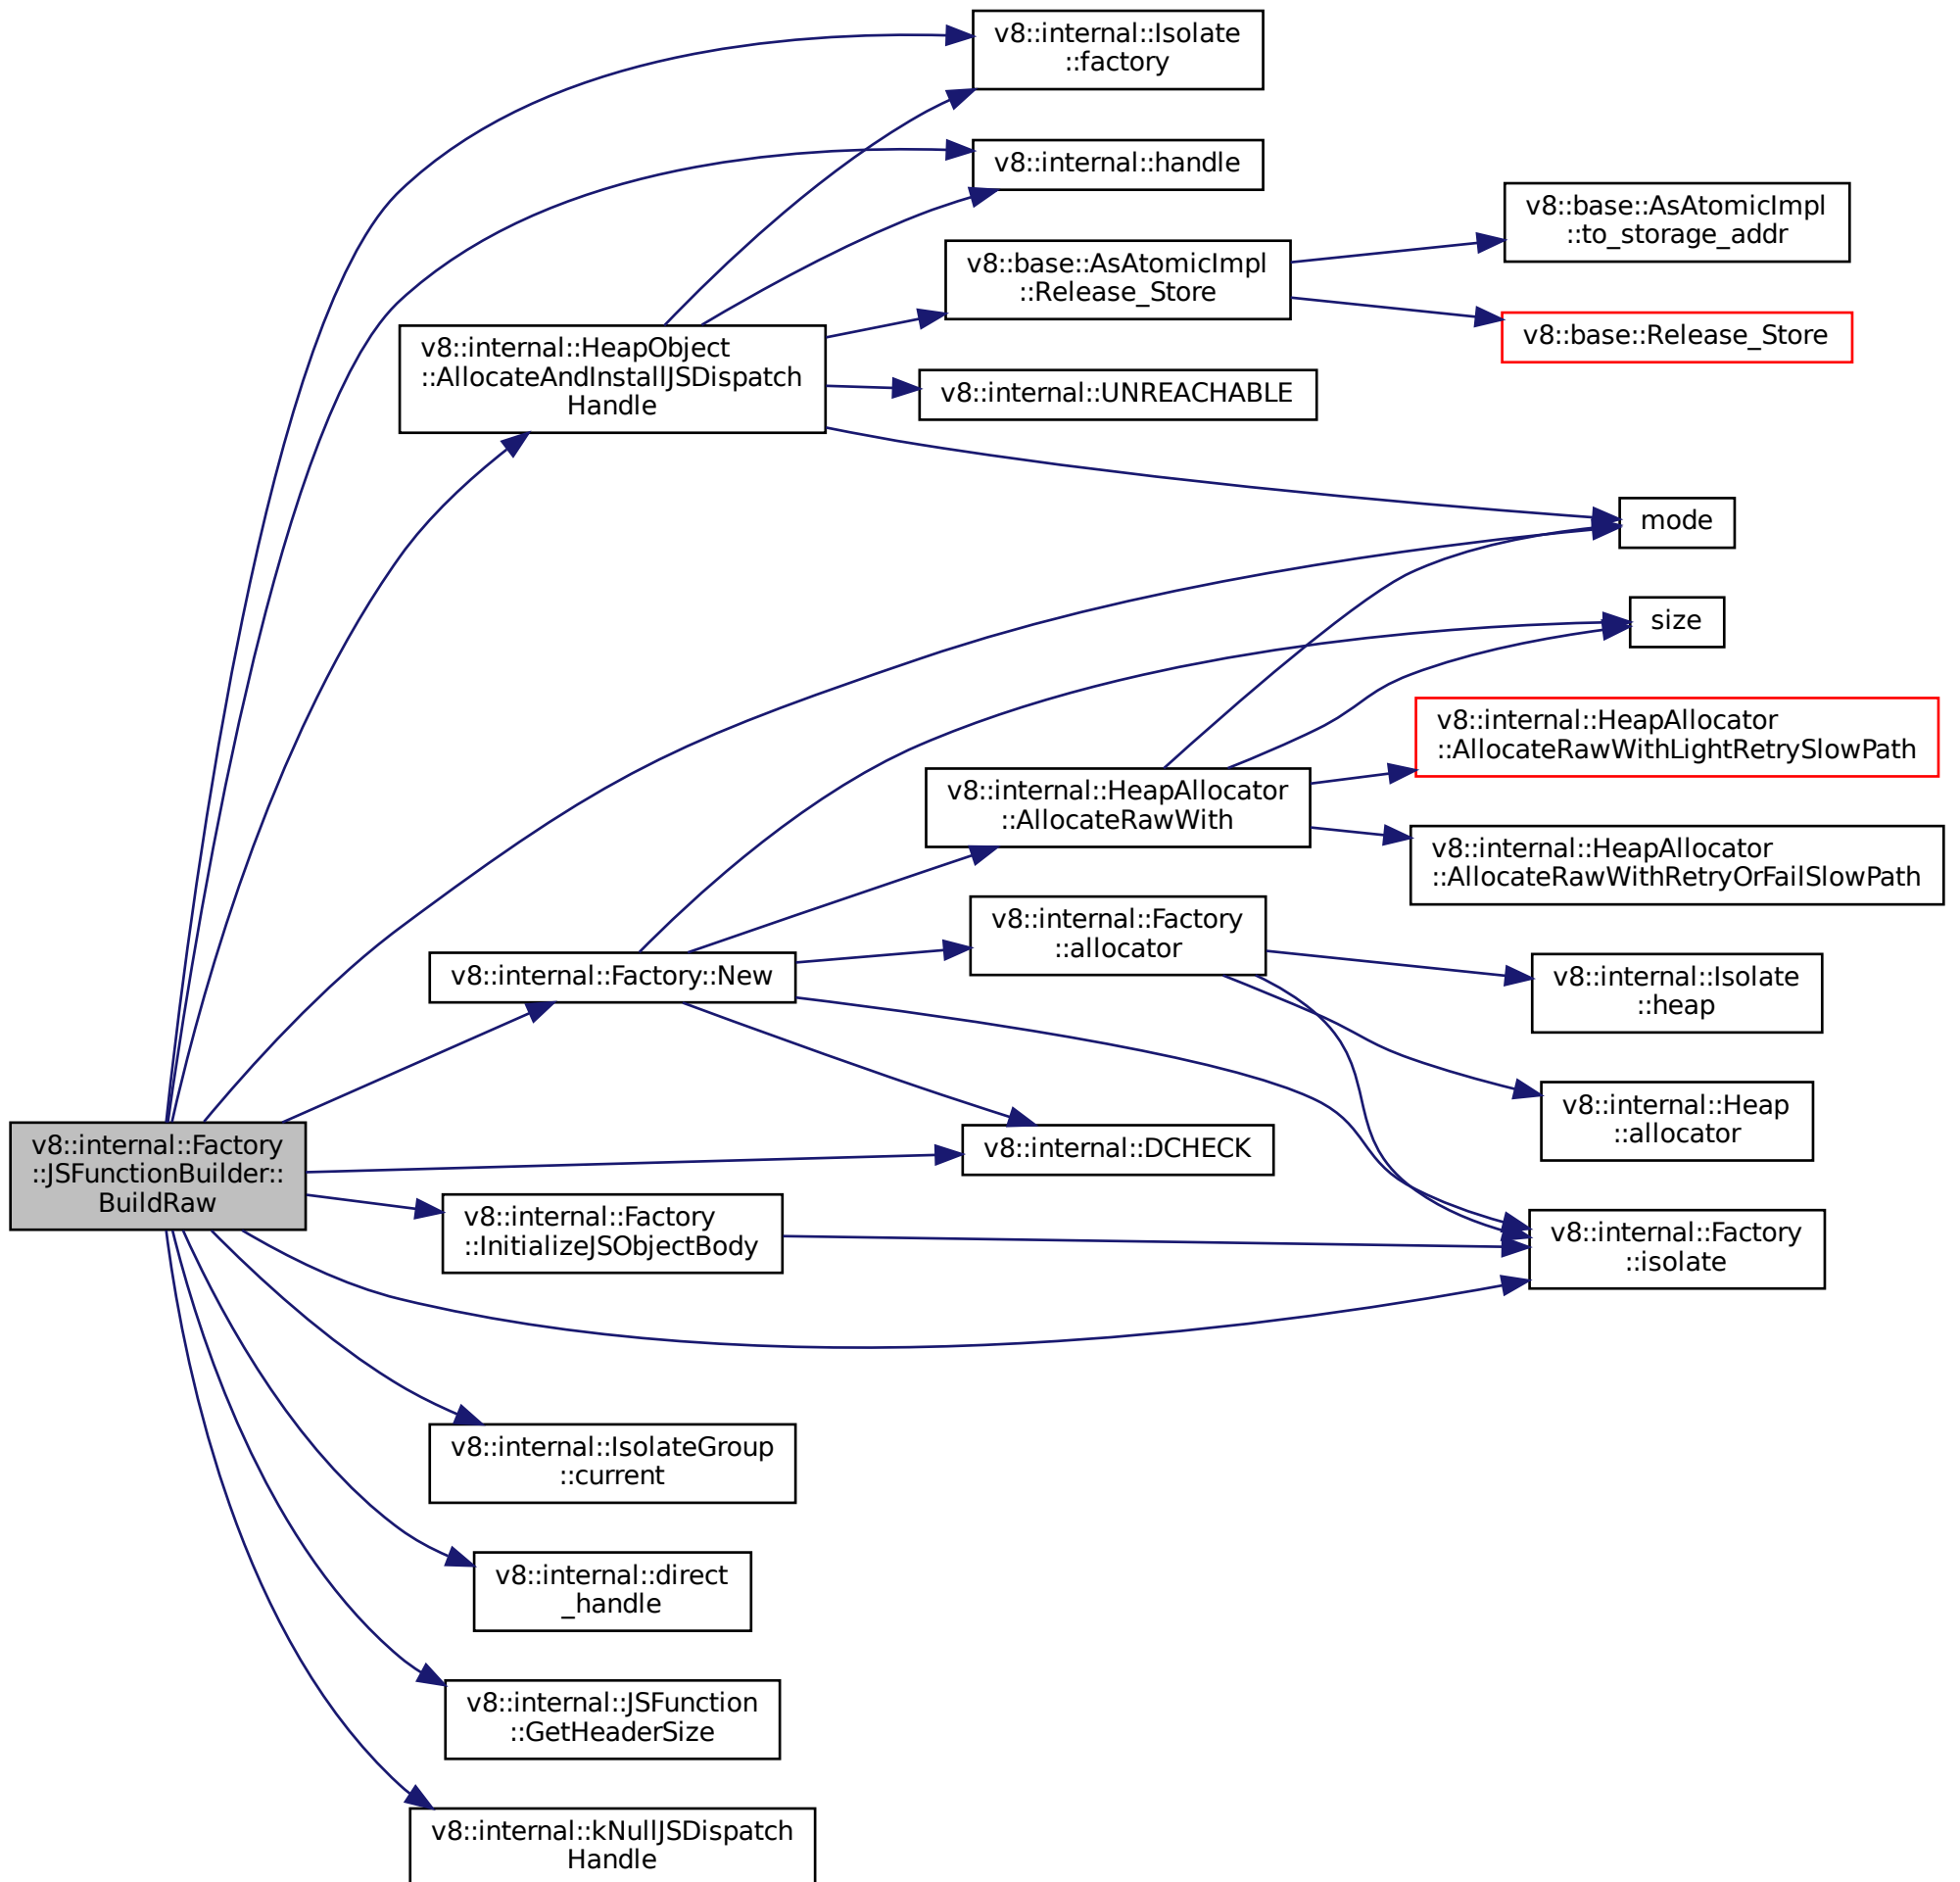 v8::internal::Isolate
::factory
v8::internal::handle
v8::base::AsAtomicImpl
::to_storage_addr
v8::base::AsAtomicImpl
::Release_Store
v8::base::Release_Store
v8::internal::HeapObject
::AllocateAndInstallJSDispatch
Handle
v8::internal::UNREACHABLE
mode
size
v8::internal::HeapAllocator
::AllocateRawWithLightRetrySlowPath
v8::internal::HeapAllocator
::AllocateRawWith
v8::internal::HeapAllocator
::AllocateRawWithRetryOrFailSlowPath
v8::internal::Factory
::allocator
v8::internal::Factory::New
v8::internal::Isolate
::heap
v8::internal::Heap
::allocator
v8::internal::Factory
::JSFunctionBuilder::
BuildRaw
v8::internal::DCHECK
v8::internal::Factory
::InitializeJSObjectBody
v8::internal::Factory
::isolate
v8::internal::IsolateGroup
::current
v8::internal::direct
_handle
v8::internal::JSFunction
::GetHeaderSize
v8::internal::kNullJSDispatch
Handle